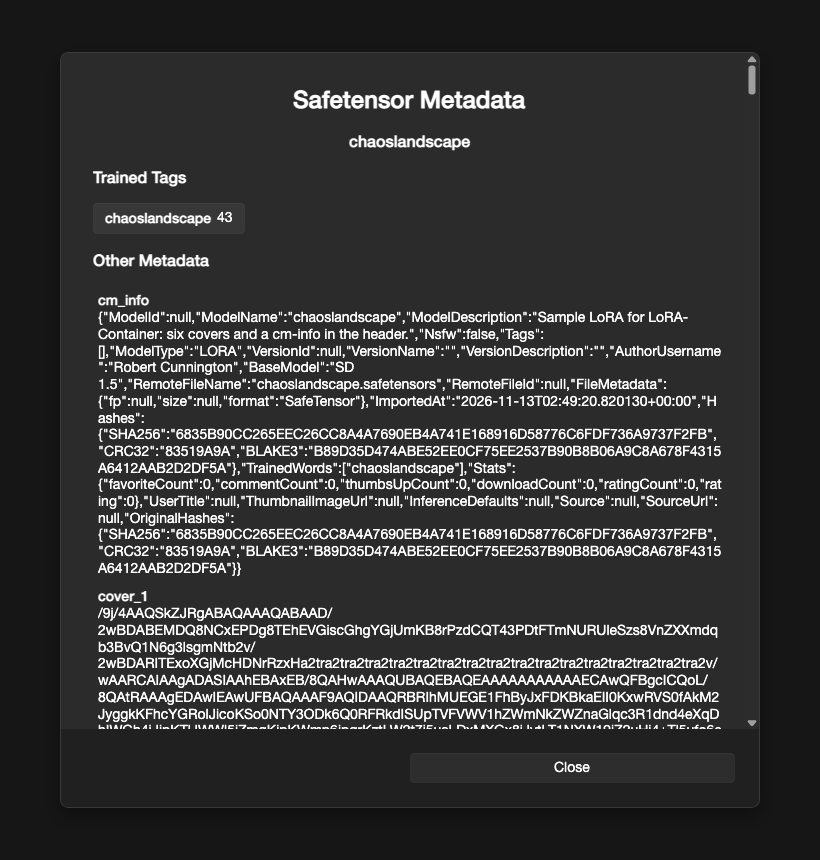 Safetensor Metadata
chaoslandscape
Trained Tags
chaoslandscape 43
Other Metadata
cm_info
{"ModelId":null,"ModelName":"chaoslandscape","ModelDescription":"Sample LoRA for LoRA-
Container: six covers and a cm-info in the header.","Nsfw":false,"Tags":
[],"ModelType":"LORA","VersionId":null,"VersionName":"","VersionDescription":"","AuthorUsername
":"Robert Cunnington","BaseModel":"SD
1.5","RemoteFileName":"chaoslandscape.safetensors","RemoteFileId":null,"FileMetadata":
{"fp":null,"size":null,"format":"SafeTensor"},"ImportedAt":"2026-11-13T02:49:20.820130+00:00","H
ashes":
{"SHA256":"6835B90CC265EEC26CC8A4A7690EB4A741E168916D58776C6FDF736A9737F2FB",
"CRC32":"83519A9A","BLAKE3":"B89D35D474ABE52EE0CF75EE2537B90B8B06A9C8A678F4315
A6412AAB2D2DF5A"},"TrainedWords":["chaoslandscape"],"Stats":
{"favoriteCount":0,"commentCount":0,"thumbsUpCount":0,"downloadCount":0,"ratingCount":0,"rat
ing":0},"UserTitle":null,"ThumbnailImageUrl":null,"InferenceDefaults":null,"Source":null,"SourceUrl":
null,"OriginalHashes":
{"SHA256":"6835B90CC265EEC26CC8A4A7690EB4A741E168916D58776C6FDF736A9737F2FB",
"CRC32":"83519A9A","BLAKE3":"B89D35D474ABE52EE0CF75EE2537B90B8B06A9C8A678F4315
A6412AAB2D2DF5A"}}
cover_1
/9j/4AAQSkZJRgABAQAAAQABAAD/
2wBDABEMDQ8NCxEPDg8TEhEVGiscGhgYGjUmKB8rPzdCQT43PDtFTmNURUleSzs8VnZXXmdq
b3BvQ1N6g3lsgmNtb2v/
2wBDARITExoXGjMcHDNrRzxHa2tra2tra2tra2tra2tra2tra2tra2tra2tra2tra2tra2tra2tra2tra2tra2tra2v/
wAARCAIAAgADASIAAhEBAxEB/8QAHwAAAQUBAQEBAQEAAAAAAAAAAAECAwQFBgcICQoL/
8QAtRAAAgEDAwIEAwUFBAQAAAF9AQIDAAQRBRIhMUEGE1FhByJxFDKBkaEII0KxwRVS0fAkM2
JyggkKFhcYGRolJicoKSo0NTY3ODk6Q0RFRkdISUpTVFVWV1hZWmNkZWZnaGlqc3R1dnd4eXqD
Close